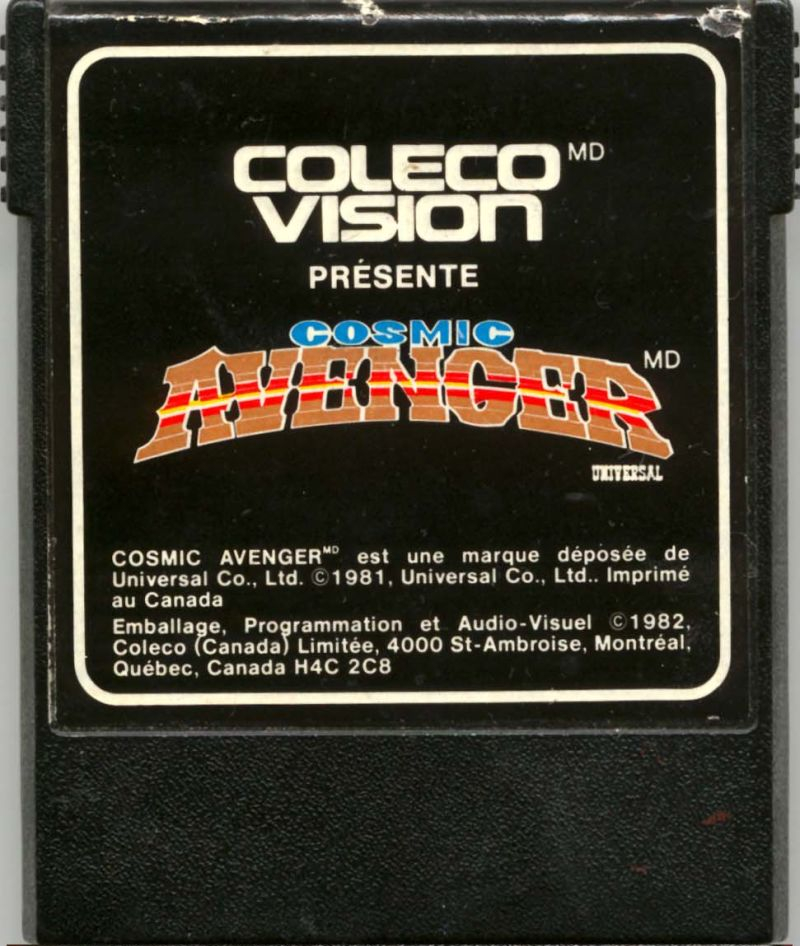 COLECO MD
VISION
PRÉSENTE
COSMIC
AVENGER MD
UNIVERSAL
COSMIC AVENGER MD est une marque déposée de
Universal Co., Ltd. ©1981, Universal Co., Ltd.. Imprimé
au Canada
Emballage, Programmation et Audio-Visuel ©1982,
Coleco (Canada) Limitée, 4000 St-Ambroise, Montréal,
Québec, Canada H4C 2C8